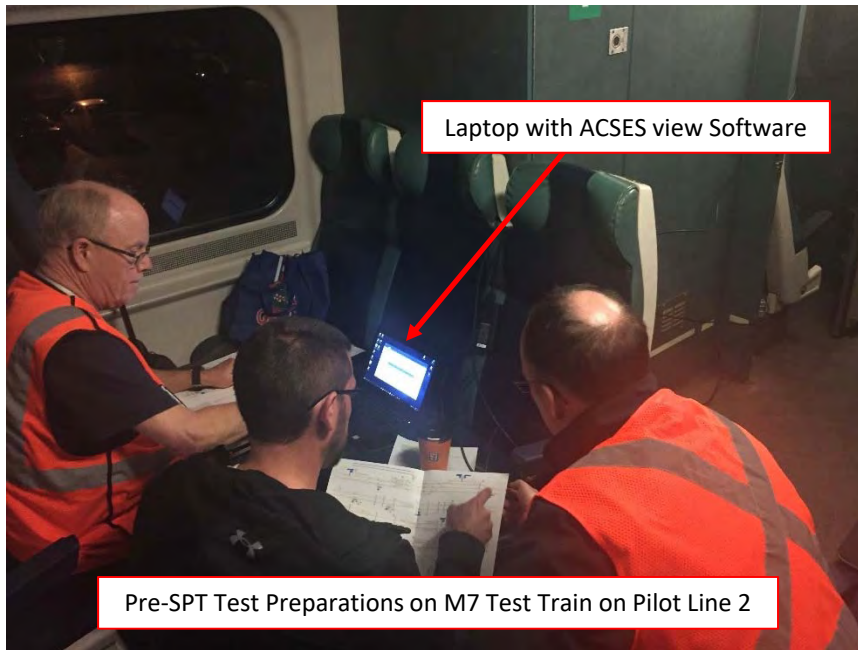 Laptop with ACSES view Software
Pre-SPT Test Preparations on M7 Test Train on Pilot Line 2